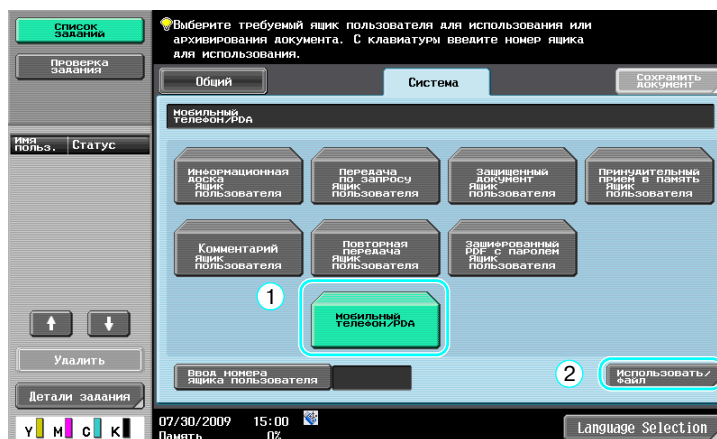 Список
заданий
Проверка
задания
Имя
польз.
Статус
Удалить
Детали задания
Y M C K
Выберите требуемый ящик пользователя для использования или
архивирования документа. С клавиатуры введите номер ящика
для использования.
Общий
Система
Сохранить
документ
Мобильный
телефон/PDA
Информационная
доска
Ящик
пользователя
Передача
по запросу
Ящик
пользователя
Защищенный
документ
Ящик
пользователя
Принудительный
прием в память
Ящик
пользователя
Комментарий
Ящик
пользователя
Повторная
передача
Ящик
пользователя
Зашифрованный
PDF с паролем
Ящик
пользователя
1
Мобильный
телефон/PDA
Ввод номера
ящика пользователя
2
Использовать/
файл
07/30/2009 15:00
Память 0%
Language Selection